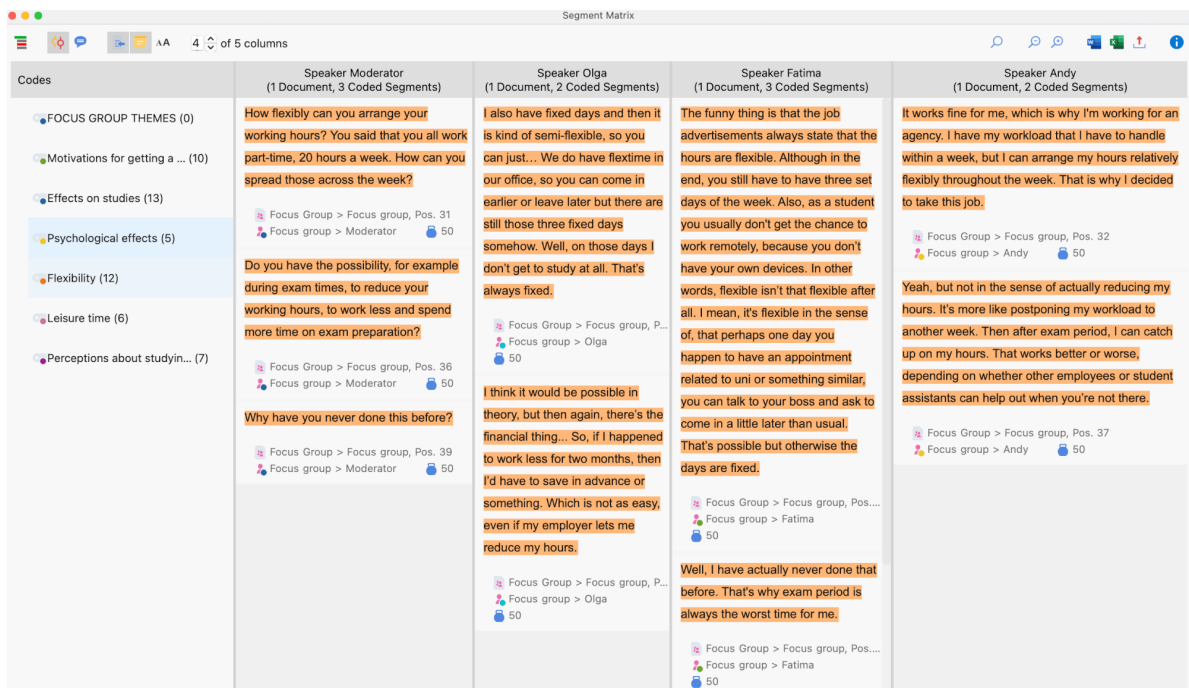 Segment Matrix
AA
4 of 5 columns
Codes
FOCUS GROUP THEMES (0)
Motivations for getting a ... (10)
Effects on studies (13)
Psychological effects (5)
Flexibility (12)
Leisure time (6)
Perceptions about studyin... (7)
Speaker Moderator
(1 Document, 3 Coded Segments)
How flexibly can you arrange your
working hours? You said that you all work
part-time, 20 hours a week. How can you
spread those across the week?
Focus Group > Focus group, Pos. 31
Focus group > Moderator 50
Do you have the possibility, for example
during exam times, to reduce your
working hours, to work less and spend
more time on exam preparation?
Focus Group > Focus group, Pos. 36
Focus group > Moderator 50
Why have you never done this before?
Focus Group > Focus group, Pos. 39
Focus group > Moderator 50
Speaker Olga
(1 Document, 2 Coded Segments)
I also have fixed days and then it
is kind of semi-flexible, so you
can just… We do have flextime in
our office, so you can come in
earlier or leave later but there are
still those three fixed days
somehow. Well, on those days I
don't get to study at all. That's
always fixed.
Focus Group > Focus group, P...
Focus group > Olga
50
I think it would be possible in
theory, but then again, there's the
financial thing... So, if I happened
to work less for two months, then
I'd have to save in advance or
something. Which is not as easy,
even if my employer lets me
reduce my hours.
Focus Group > Focus group, P...
Focus group > Olga
50
Speaker Fatima
(1 Document, 3 Coded Segments)
The funny thing is that the job
advertisements always state that the
hours are flexible. Although in the
end, you still have to have three set
days of the week. Also, as a student
you usually don't get the chance to
work remotely, because you don't
have your own devices. In other
words, flexible isn't that flexible after
all. I mean, it's flexible in the sense
of, that perhaps one day you
happen to have an appointment
related to uni or something similar,
you can talk to your boss and ask to
come in a little later than usual.
That's possible but otherwise the
days are fixed.
Focus Group > Focus group, Pos....
Focus group > Fatima
50
Well, I have actually never done that
before. That's why exam period is
always the worst time for me.
Focus Group > Focus group, Pos....
Focus group > Fatima
50
Speaker Andy
(1 Document, 2 Coded Segments)
It works fine for me, which is why I'm working for an
agency. I have my workload that I have to handle
within a week, but I can arrange my hours relatively
flexibly throughout the week. That is why I decided
to take this job.
Focus Group > Focus group, Pos. 32
Focus group > Andy 50
Yeah, but not in the sense of actually reducing my
hours. It's more like postponing my workload to
another week. Then after exam period, I can catch
up on my hours. That works better or worse,
depending on whether other employees or student
assistants can help out when you're not there.
Focus Group > Focus group, Pos. 37
Focus group > Andy 50